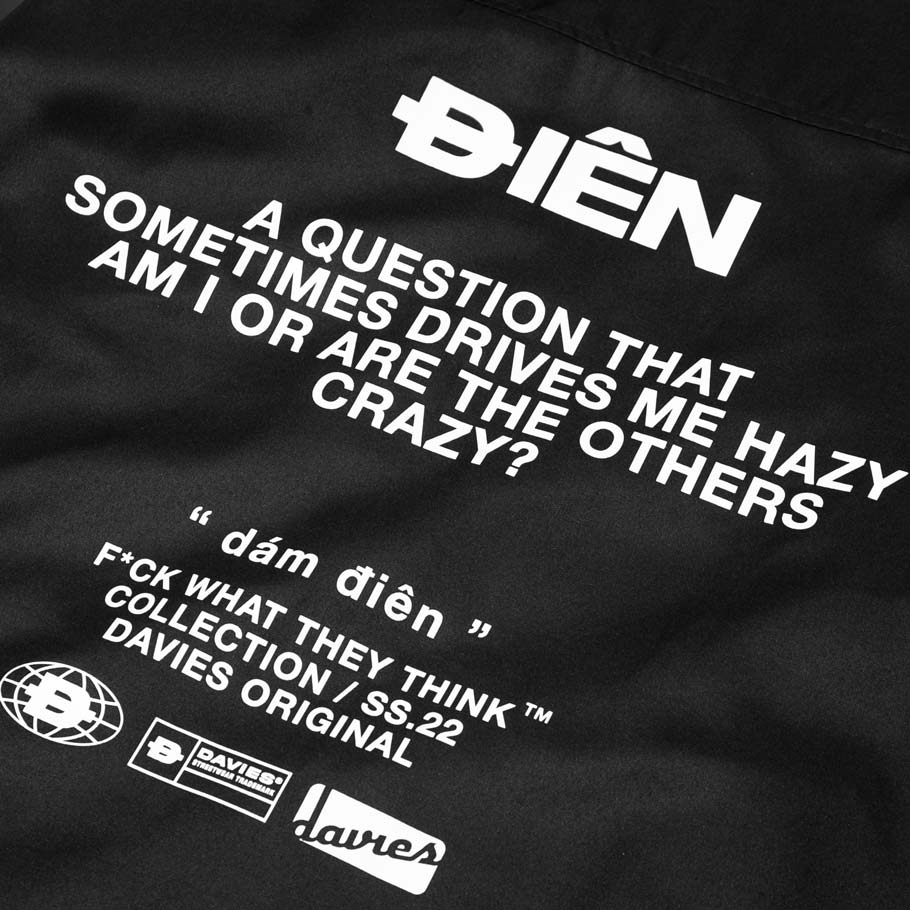 ĐIÊN
A QUESTION THAT
SOMETIMES DRIVES ME HAZY
AM I OR ARE THE OTHERS
CRAZY?
“ dám điên ”
F*CK WHAT THEY THINK ™
COLLECTION / SS.22
DAVIES ORIGINAL
Đ
Đ DAVIES®
STREETWEAR TRADEMARK
davies